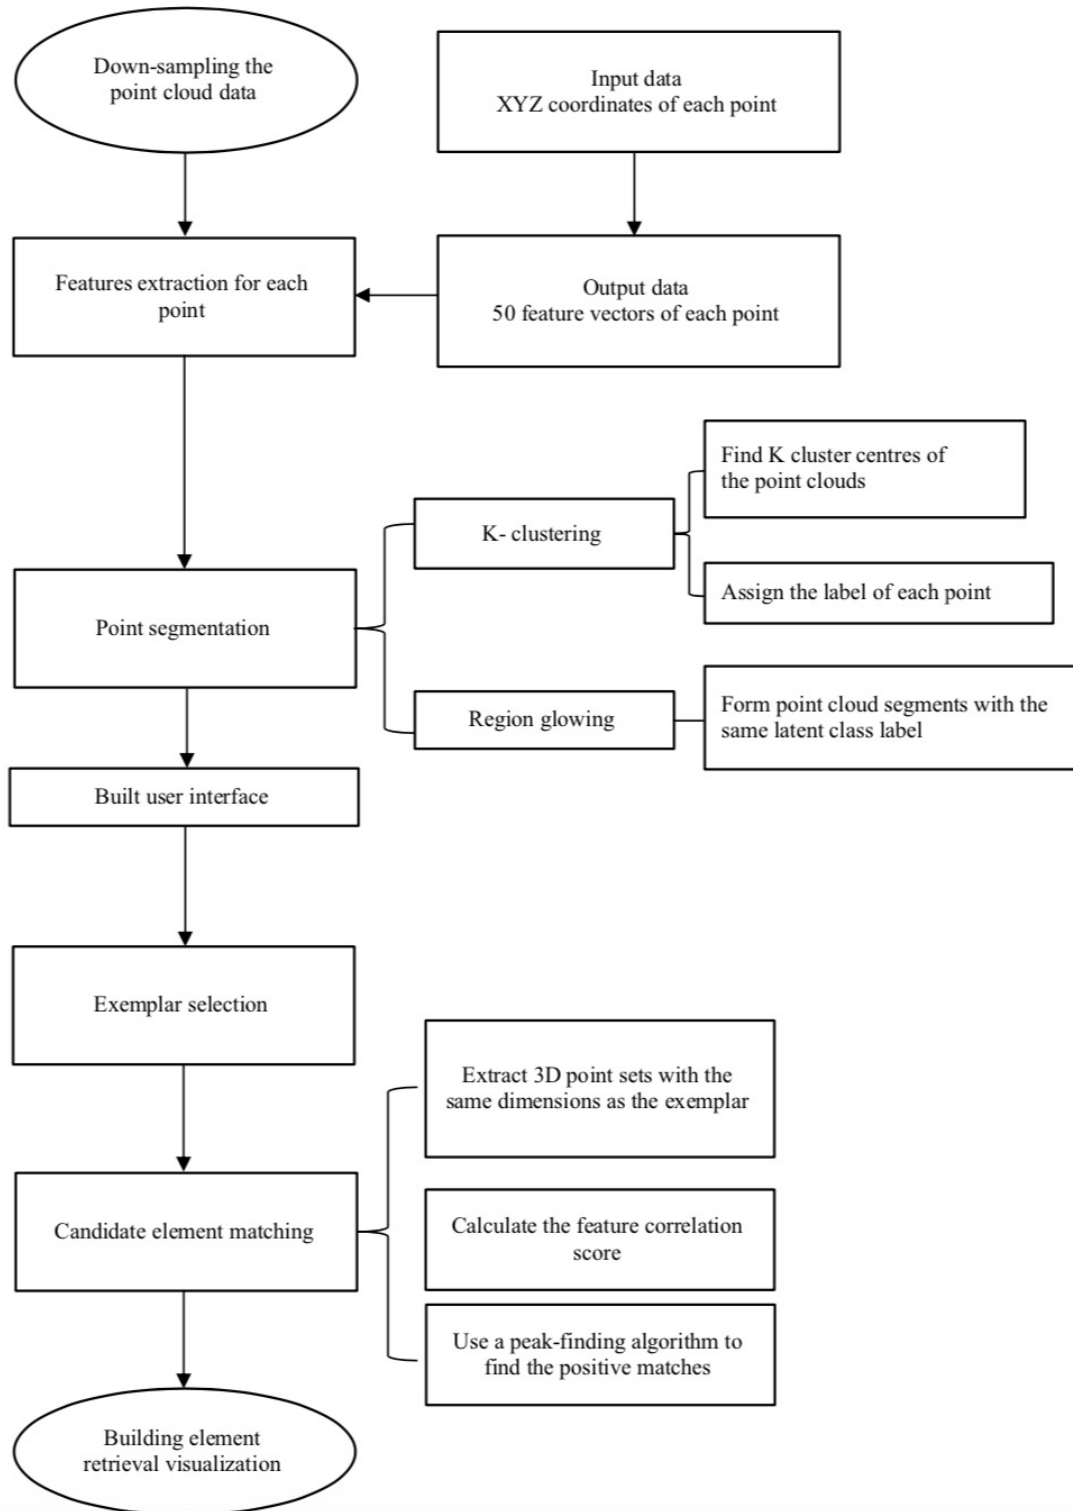 Down-sampling the
point cloud data
Input data
XYZ coordinates of each point
Features extraction for each
point
Output data
50 feature vectors of each point
Find K cluster centres of
the point clouds
K- clustering
Assign the label of each point
Point segmentation
Region glowing
Form point cloud segments with the
same latent class label
Built user interface
Exemplar selection
Extract 3D point sets with the
same dimensions as the exemplar
Candidate element matching
Calculate the feature correlation
score
Use a peak-finding algorithm to
find the positive matches
Building element
retrieval visualization